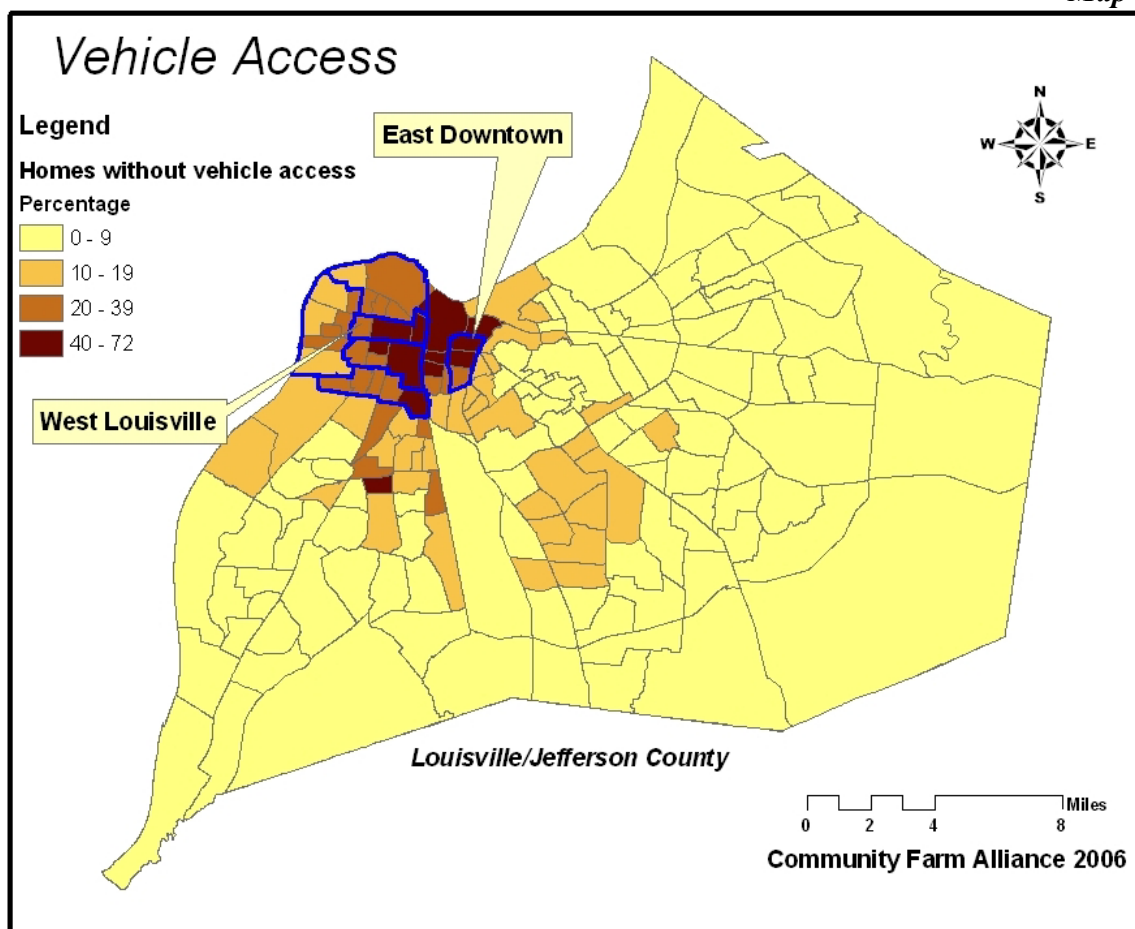 Map
Vehicle Access
Legend
Homes without vehicle access
Percentage
0 - 9
10 - 19
20 - 39
40 - 72
East Downtown
West Louisville
N
W E
S
Louisville/Jefferson County
Miles
0 2 4 8
Community Farm Alliance 2006